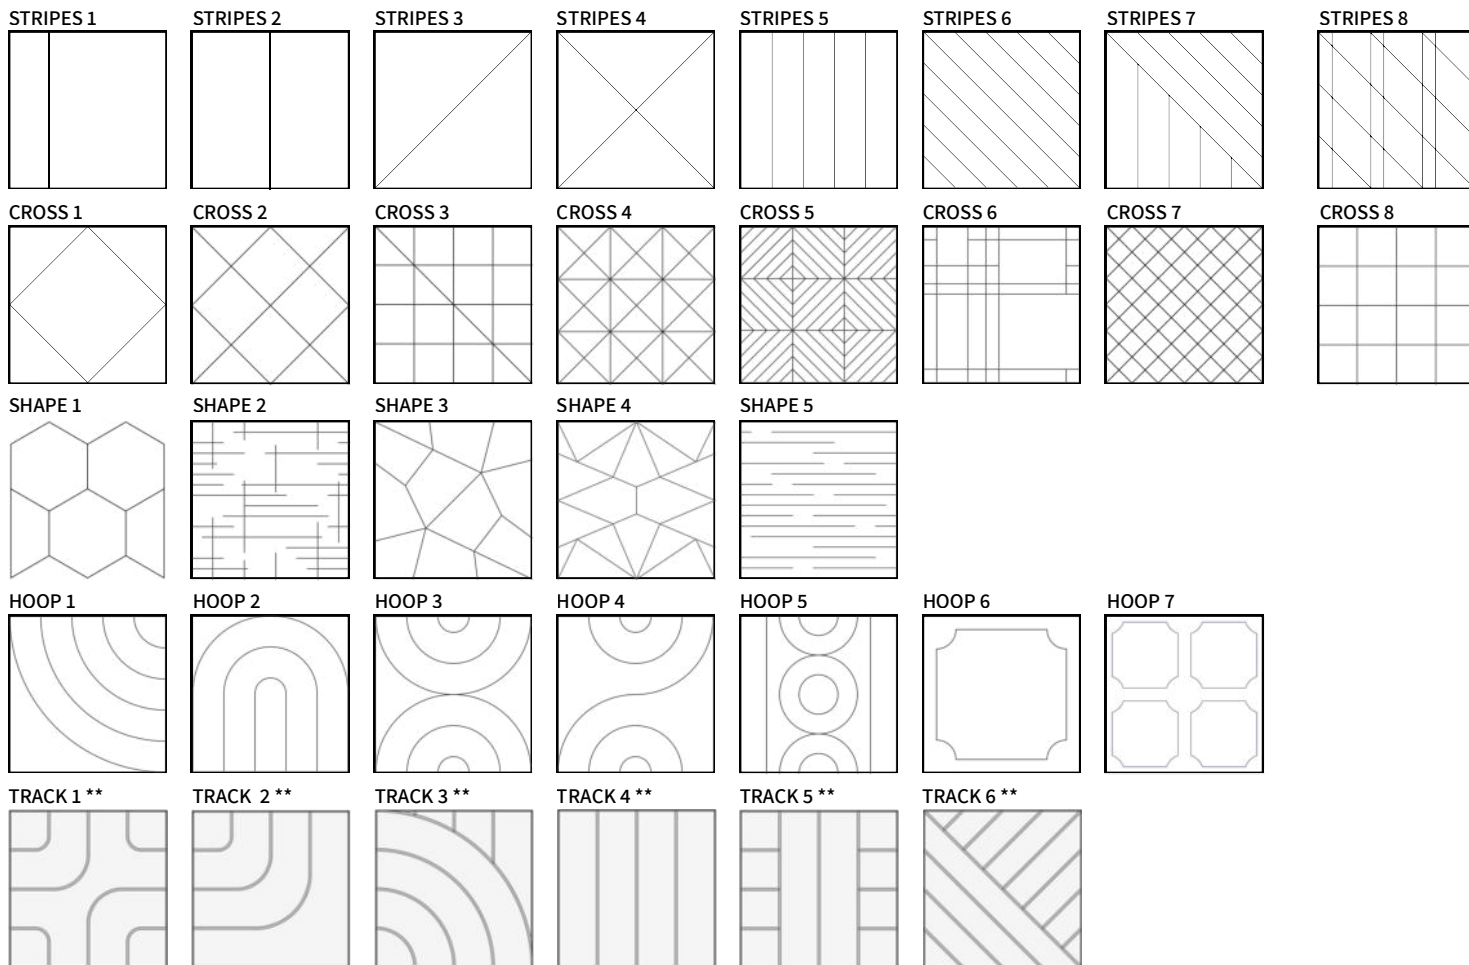 STRIPES 1 STRIPES 2 STRIPES 3 STRIPES 4 STRIPES 5 STRIPES 6 STRIPES 7 STRIPES 8
CROSS 1 CROSS 2 CROSS 3 CROSS 4 CROSS 5 CROSS 6 CROSS 7 CROSS 8
SHAPE 1 SHAPE 2 SHAPE 3 SHAPE 4 SHAPE 5
HOOP 1 HOOP 2 HOOP 3 HOOP 4 HOOP 5 HOOP 6 HOOP 7
TRACK 1 ** TRACK 2 ** TRACK 3 ** TRACK 4 ** TRACK 5 ** TRACK 6 **